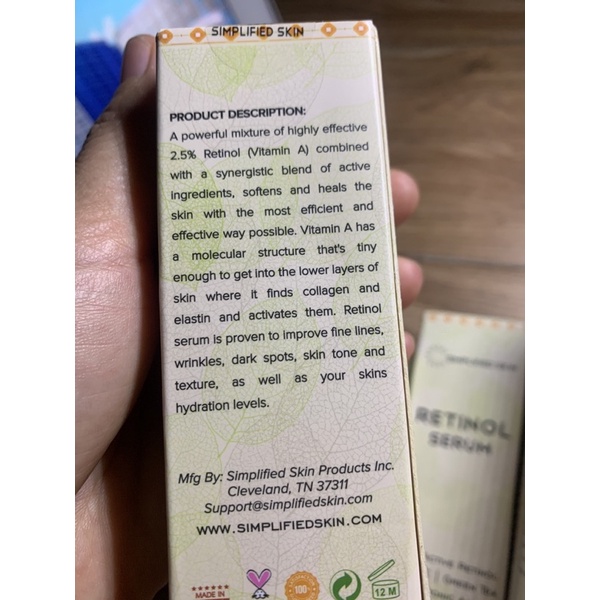 SIMPLIFIED SKIN
PRODUCT DESCRIPTION:
A powerful mixture of highly effective
2.5% Retinol (Vitamin A) combined
with a synergistic blend of active
ingredients, softens and heals the
skin with the most efficient and
effective way possible. Vitamin A has
a molecular structure that's tiny
enough to get into the lower layers of
skin where it finds collagen and
elastin and activates them. Retinol
serum is proven to improve fine lines,
wrinkles, dark spots, skin tone and
texture, as well as your skins
hydration levels.
Mfg By: Simplified Skin Products Inc.
Cleveland, TN 37311
Support@simplifiedskin.com
WWW.SIMPLIFIEDSKIN.COM
MADE IN
100
12 M
RETINOL
SERUM
GREEN TEA